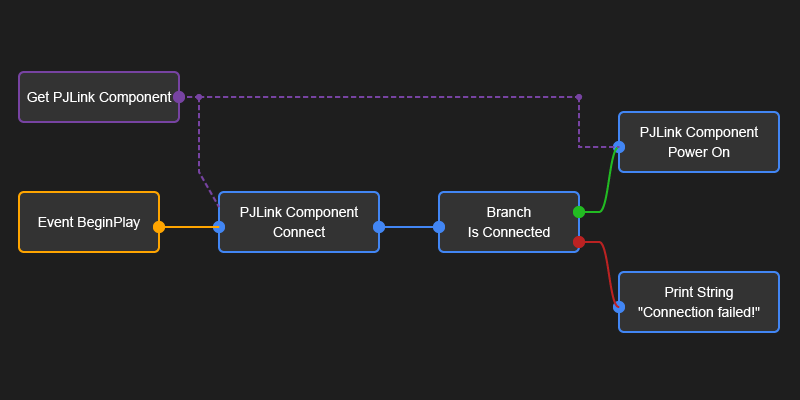 Get PJLink Component
Event BeginPlay
PJLink Component
Connect
Branch
Is Connected
PJLink Component
Power On
Print String
"Connection failed!"